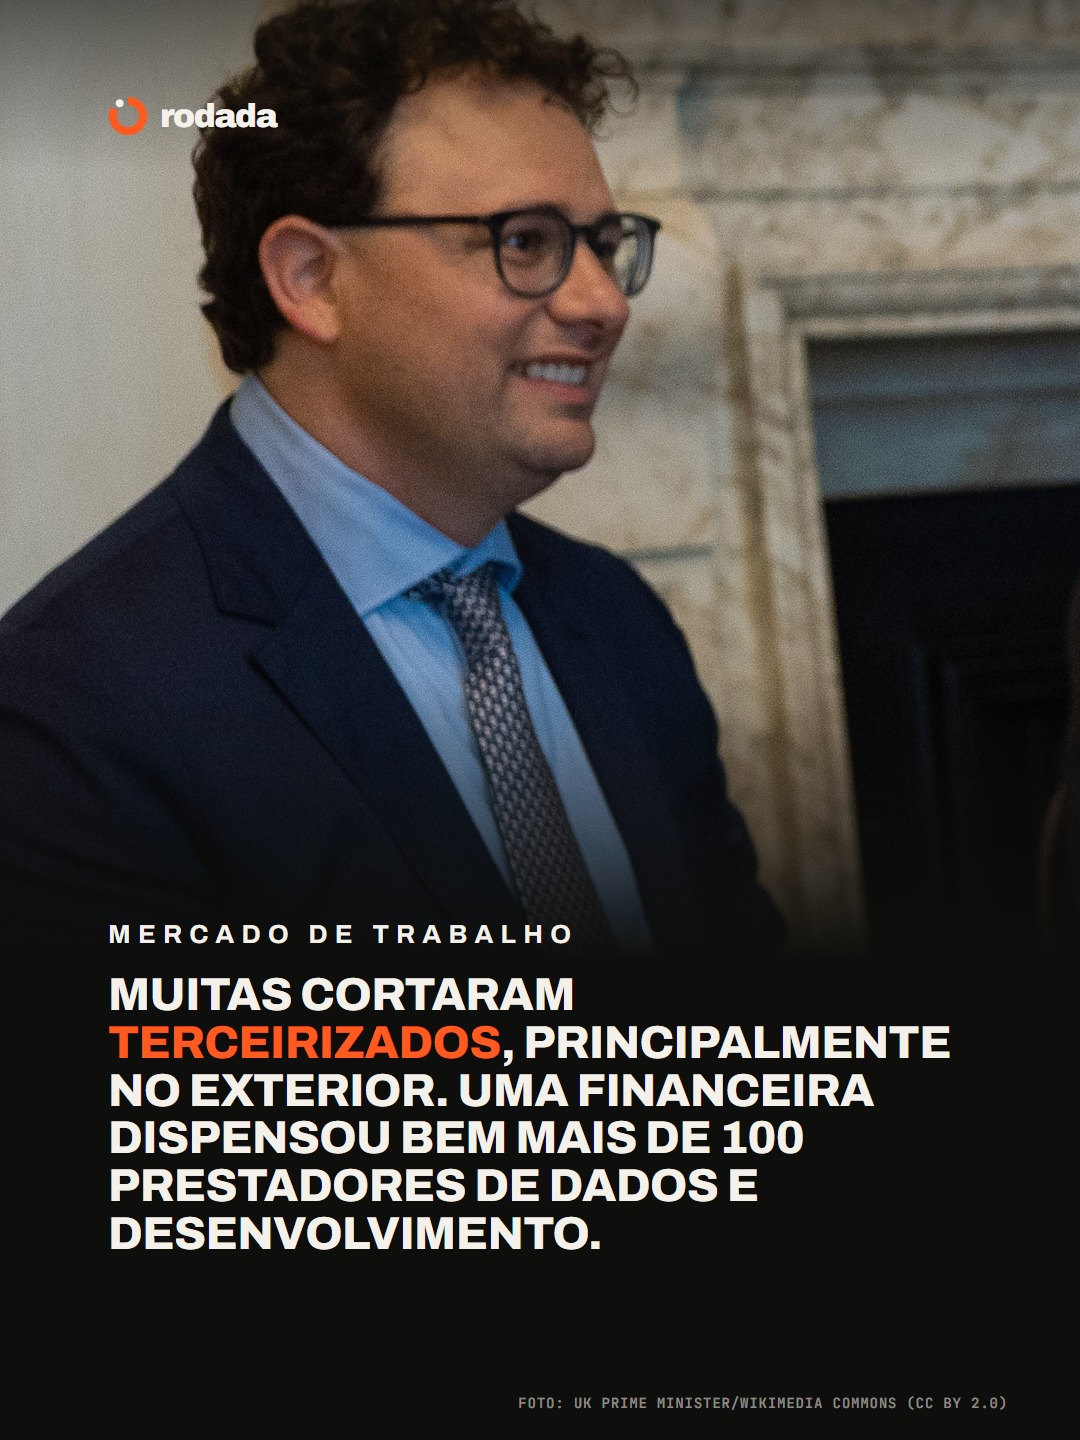 rodada
MERCADO DE TRABALHO
MUITAS CORTARAM
TERCEIRIZADOS, PRINCIPALMENTE
NO EXTERIOR. UMA FINANCEIRA
DISPENSOU BEM MAIS DE 100
PRESTADORES DE DADOS E
DESENVOLVIMENTO.
FOTO: UK PRIME MINISTER/WIKIMEDIA COMMONS (CC BY 2.0)